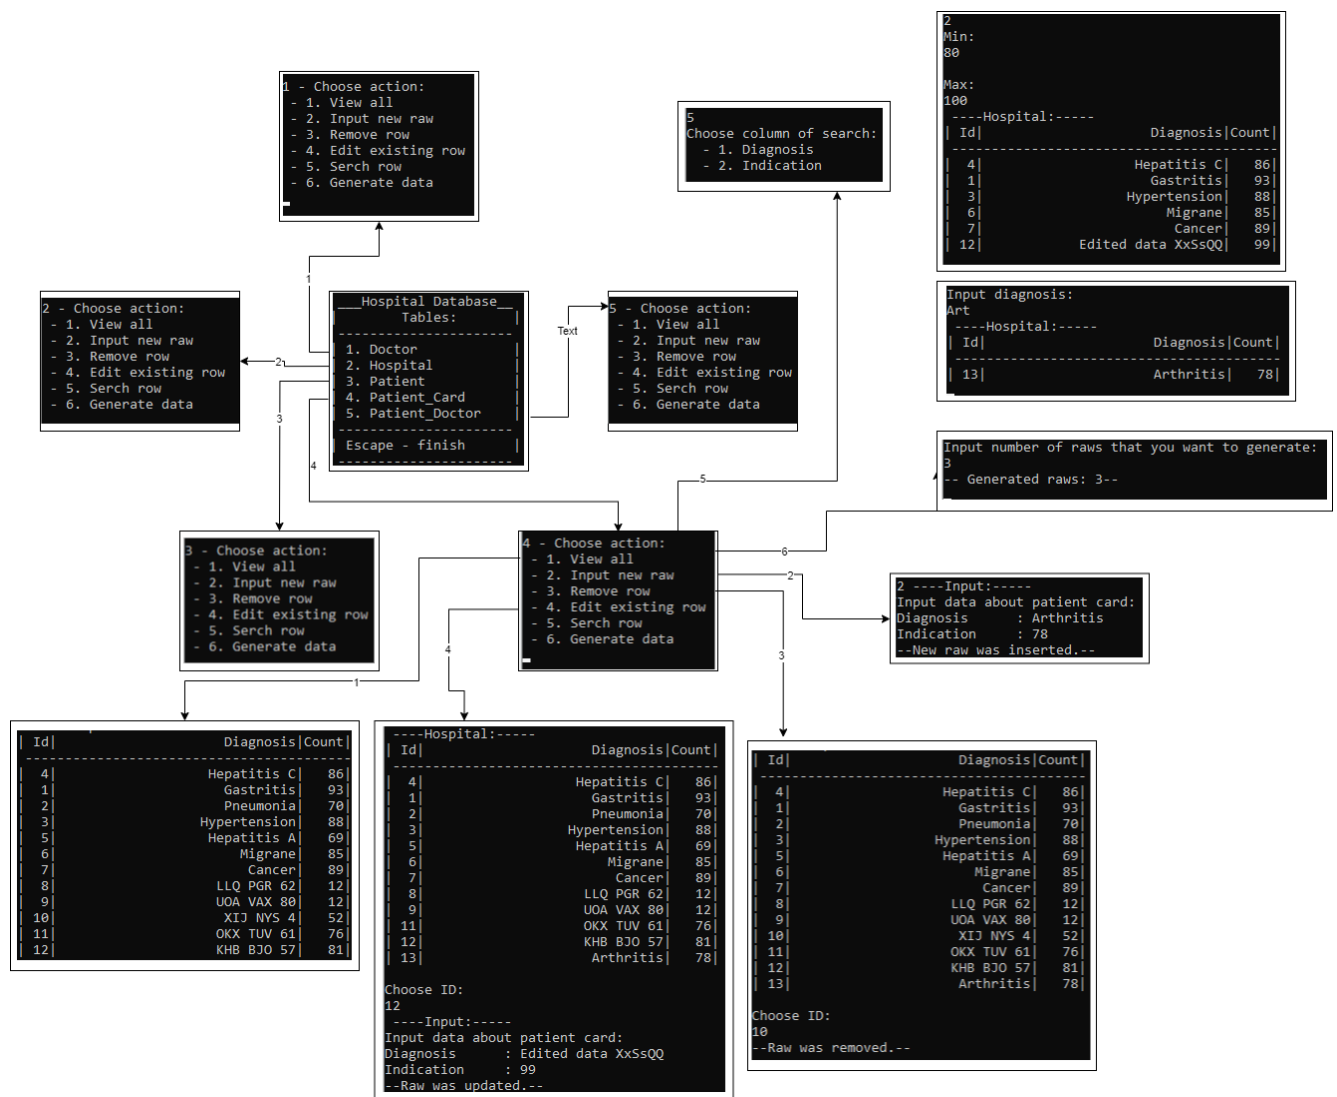 1 - Choose action:
- 1. View all
- 2. Input new raw
- 3. Remove row
- 4. Edit existing row
- 5. Serch row
- 6. Generate data
5
Choose column of search:
- 1. Diagnosis
- 2. Indication
2
Min:
80
Max:
100
----Hospital:-----
| Id| Diagnosis|Count|
-------------------------------------------
| 4| Hepatitis C| 86|
| 1| Gastritis| 93|
| 3| Hypertension| 88|
| 6| Migrane| 85|
| 7| Cancer| 89|
| 12| Edited data XxSsQQ| 99|
1
2 - Choose action:
- 1. View all
- 2. Input new raw
- 3. Remove row
- 4. Edit existing row
- 5. Serch row
- 6. Generate data
2
___Hospital Database__
| Tables: |
----------------------
1. Doctor |
2. Hospital |
3. Patient |
4. Patient_Card |
5. Patient_Doctor |
----------------------
| Escape - finish |
----------------------
Text
5 - Choose action:
- 1. View all
- 2. Input new raw
- 3. Remove row
- 4. Edit existing row
- 5. Serch row
- 6. Generate data
Input diagnosis:
Art
----Hospital:-----
| Id| Diagnosis|Count|
-------------------------------------------
| 13| Arthritis| 78|
3
4
5
Input number of raws that you want to generate:
3
-- Generated raws: 3--
3 - Choose action:
- 1. View all
- 2. Input new raw
- 3. Remove row
- 4. Edit existing row
- 5. Serch row
- 6. Generate data
4 - Choose action:
- 1. View all
- 2. Input new raw
- 3. Remove row
- 4. Edit existing row
- 5. Serch row
- 6. Generate data
6
2
2 ----Input:-----
Input data about patient card:
Diagnosis : Arthritis
Indication : 78
--New raw was inserted.--
4
3
1
| Id| Diagnosis|Count|
-------------------------------------------
| 4| Hepatitis C| 86|
| 1| Gastritis| 93|
| 2| Pneumonia| 70|
| 3| Hypertension| 88|
| 5| Hepatitis A| 69|
| 6| Migrane| 85|
| 7| Cancer| 89|
| 8| LLQ PGR 62| 12|
| 9| UOA VAX 80| 12|
| 10| XIJ NYS 4| 52|
| 11| OKX TUV 61| 76|
| 12| KHB BJO 57| 81|
----Hospital:-----
| Id| Diagnosis|Count|
-------------------------------------------
| 4| Hepatitis C| 86|
| 1| Gastritis| 93|
| 2| Pneumonia| 70|
| 3| Hypertension| 88|
| 5| Hepatitis A| 69|
| 6| Migrane| 85|
| 7| Cancer| 89|
| 8| LLQ PGR 62| 12|
| 9| UOA VAX 80| 12|
| 11| OKX TUV 61| 76|
| 12| KHB BJO 57| 81|
| 13| Arthritis| 78|
Choose ID:
12
----Input:-----
Input data about patient card:
Diagnosis : Edited data XxSsQQ
Indication : 99
--Raw was updated.--
| Id| Diagnosis|Count|
-------------------------------------------
| 4| Hepatitis C| 86|
| 1| Gastritis| 93|
| 2| Pneumonia| 70|
| 3| Hypertension| 88|
| 5| Hepatitis A| 69|
| 6| Migrane| 85|
| 7| Cancer| 89|
| 8| LLQ PGR 62| 12|
| 9| UOA VAX 80| 12|
| 10| XIJ NYS 4| 52|
| 11| OKX TUV 61| 76|
| 12| KHB BJO 57| 81|
| 13| Arthritis| 78|
Choose ID:
10
--Raw was removed.--